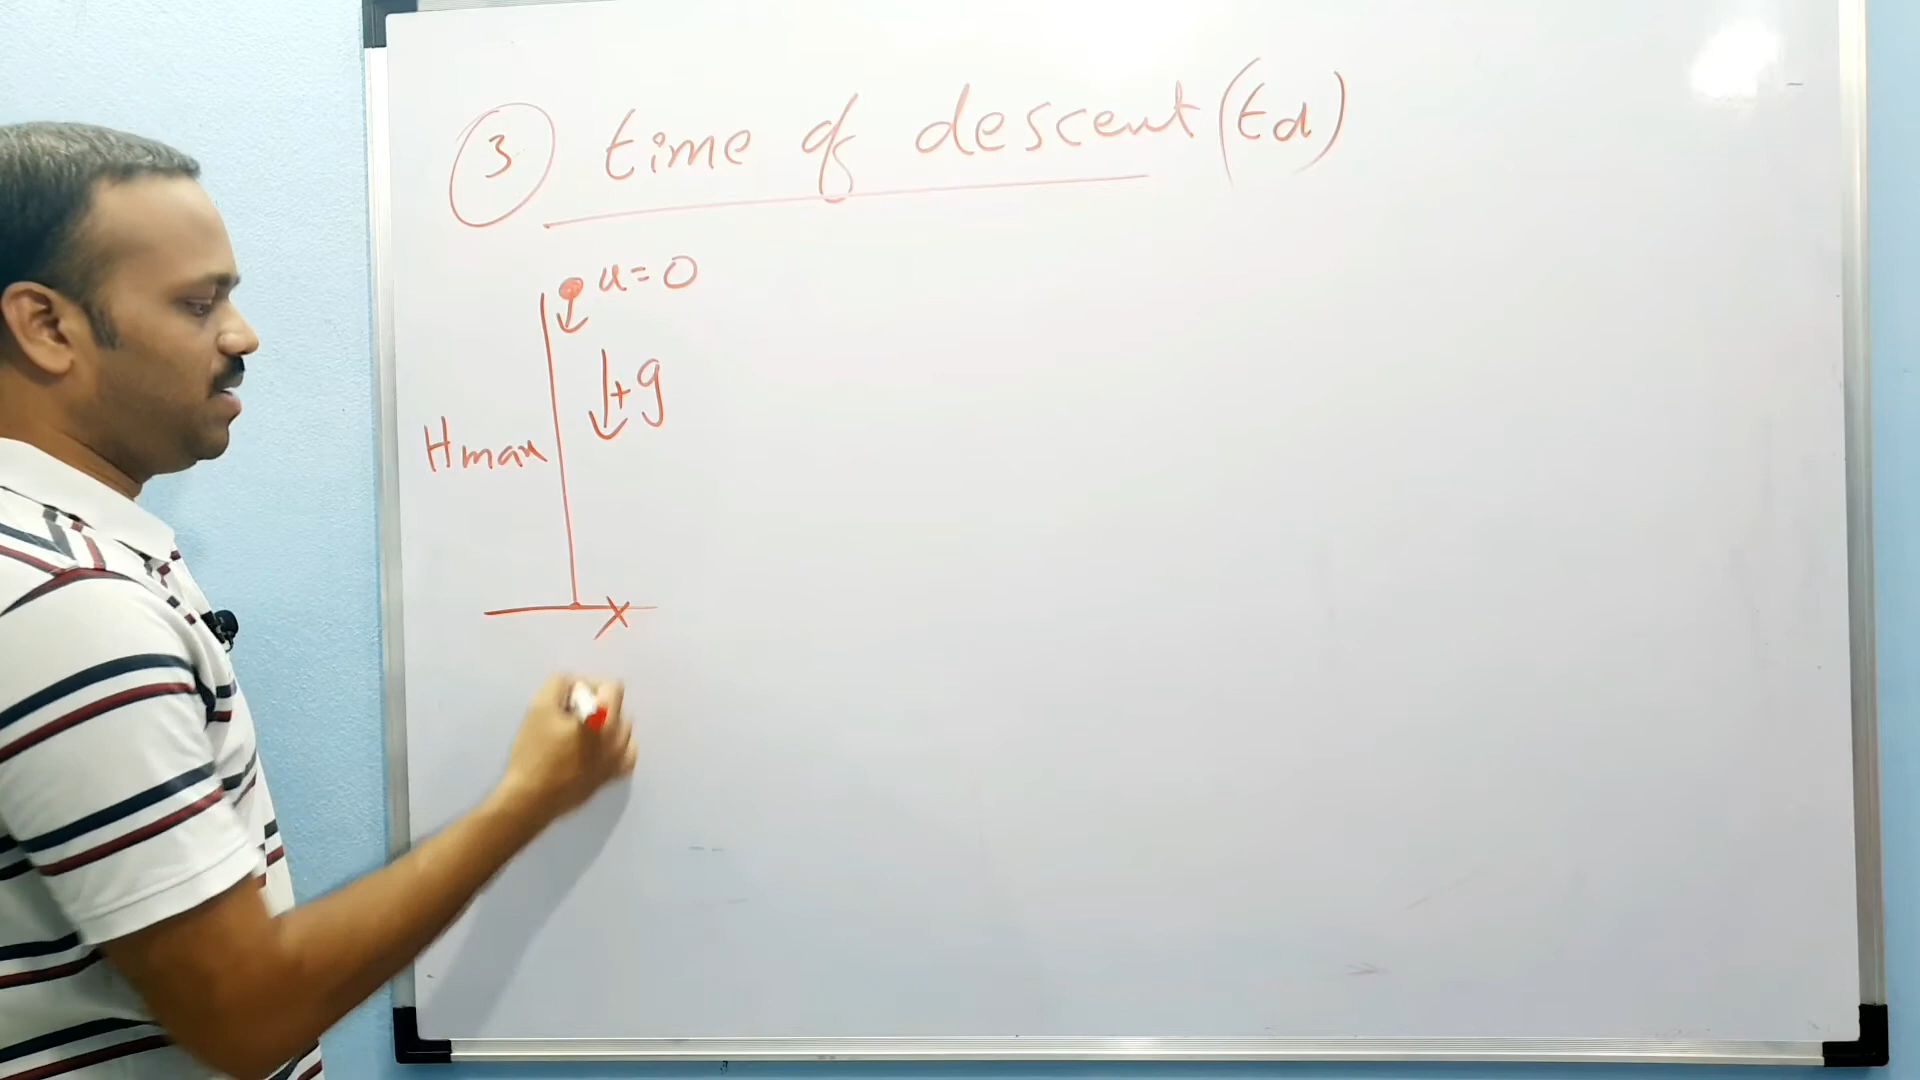 3 time of descent (td)
u=0
+g
Hmax